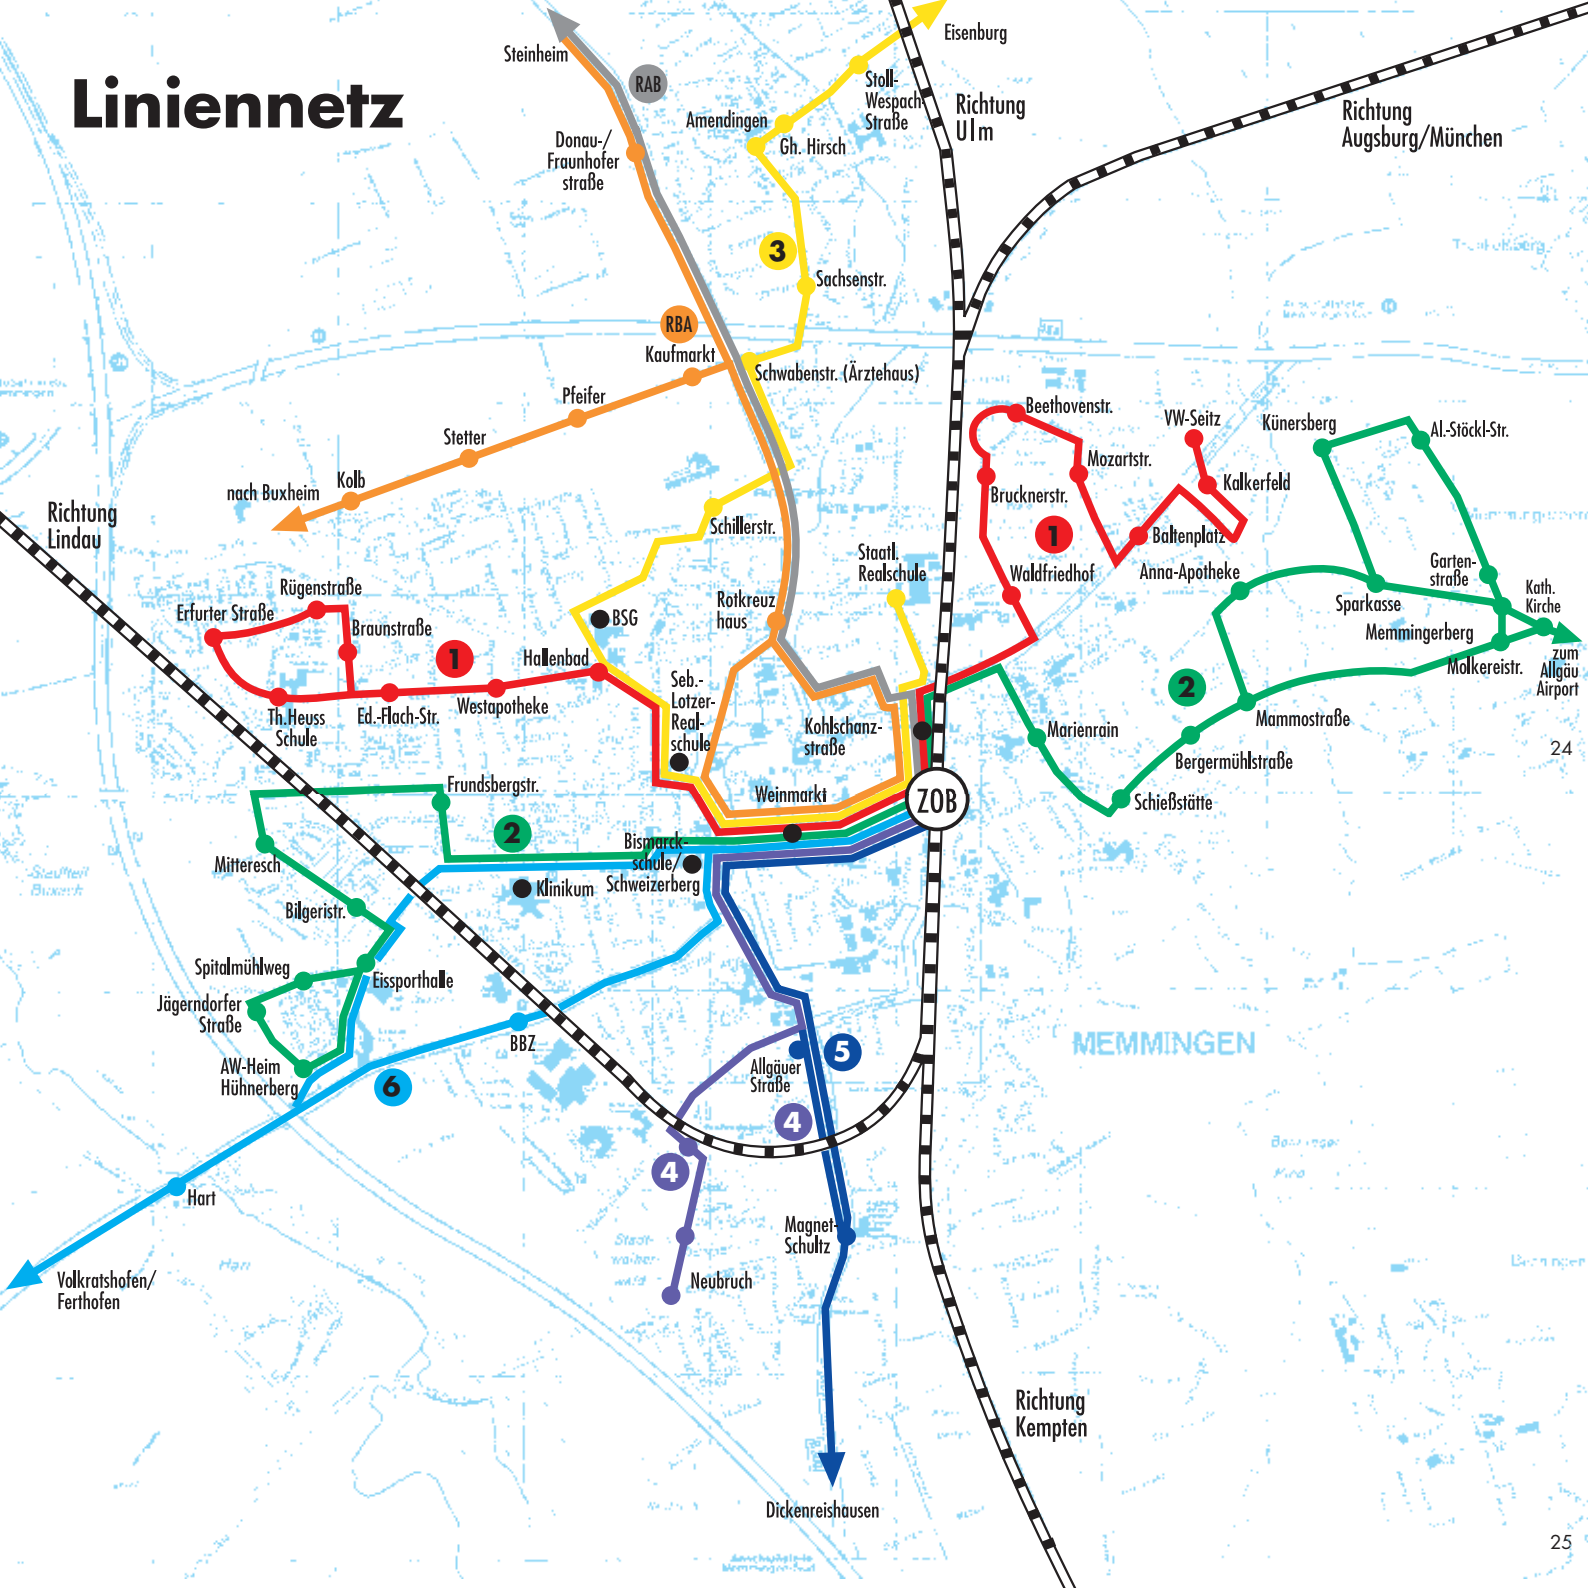 Liniennetz
Steinheim
RAB
Eisenburg
Stoll-
Wespach-
Straße
Amendingen
Gh. Hirsch
Richtung
Ulm
Richtung
Augsburg/München
Donau-/
Fraunhofer
straße
3
Sachsenstr.
RBA
Kaufmarkt
Schwabenstr. (Ärztehaus)
Pfeifer
Stetter
Kolb
nach Buxheim
Richtung
Lindau
Schillerstr.
Beethovenstr.
Mozartstr.
Brucknerstr.
1
VW-Seitz
Kalkerfeld
Baltenplatz
Waldfriedhof
Künersberg
Al.-Stöckl-Str.
Anna-Apotheke
Garten-
straße
Sparkasse
Kath.
Kirche
Memmingerberg
Molkereistr.
zum
Allgäu
Airport
Staatl.
Realschule
Rotkreuz
haus
BSG
Rügenstraße
Erfurter Straße
Braunstraße
1
Hallenbad
Westapotheke
Ed.-Flach-Str.
Th.Heuss
Schule
Seb.-
Lotzer-
Real-
schule
Kohlschanz-
straße
2
Mammostraße
Marienrain
Bergermühlstraße
Schießstätte
24
Weinmarkt
ZOB
Frundsbergstr.
2
Mitteresch
Bismarck-
schule/
Schweizerberg
Klinikum
Bilgeristr.
Spitalmühlweg
Eissporthalle
Jägerndorfer
Straße
AW-Heim
Hühnerberg
BBZ
6
MEMMINGEN
Allgäuer
Straße
5
4
4
Hart
Volkratshofen/
Ferthofen
Hart
Magnet-
Schultz
Neubruch
Richtung
Kempten
Dickenreishausen
25